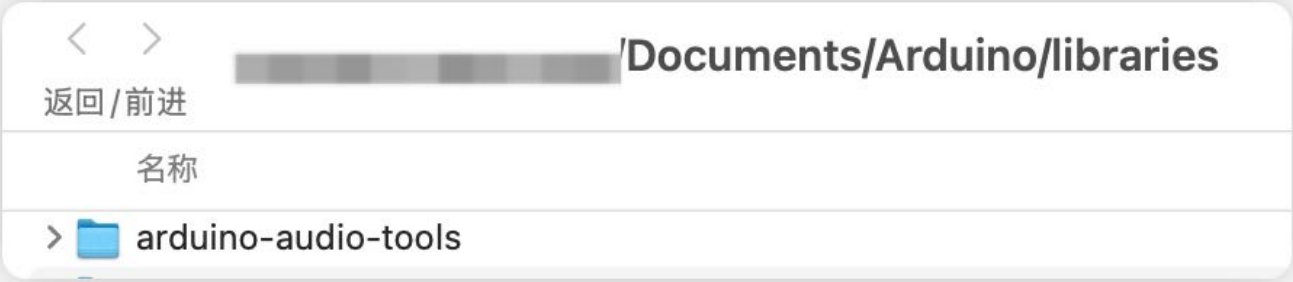 /Documents/Arduino/libraries
返回/前进
名称
arduino-audio-tools